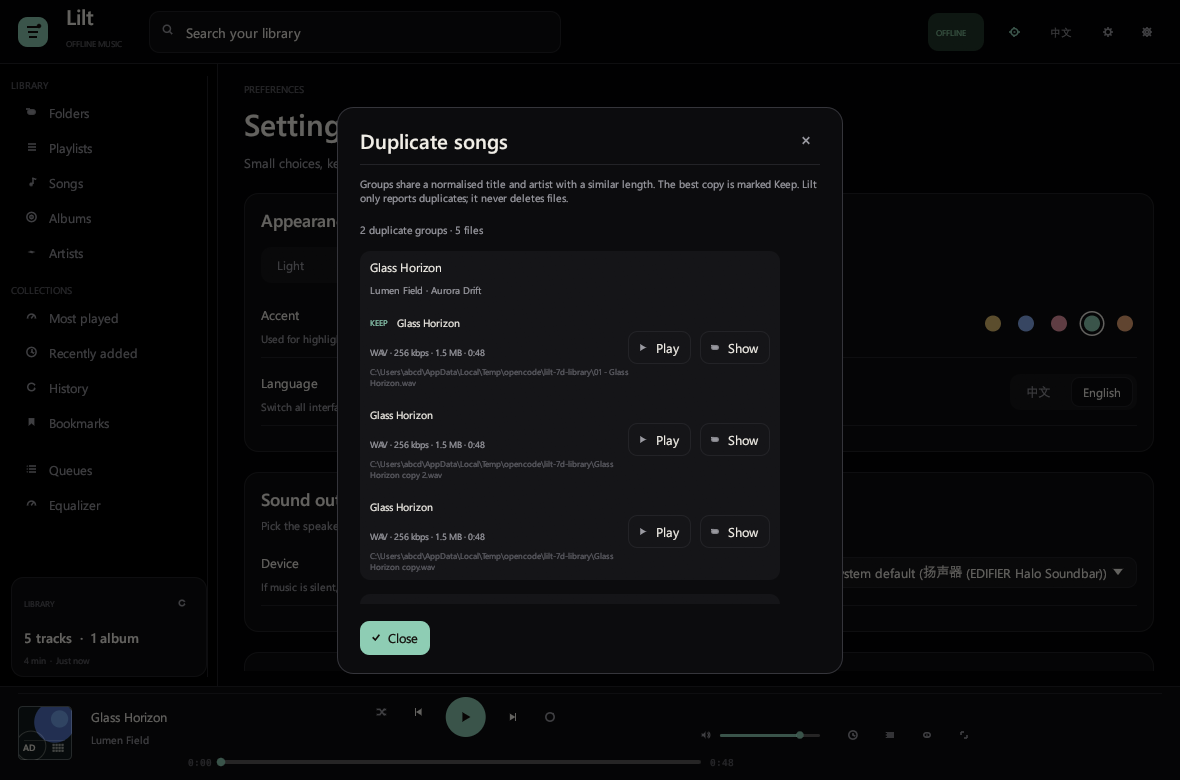 Lilt
OFFLINE MUSIC
Search your library
OFFLINE
中文
LIBRARY
Folders
Playlists
Songs
Albums
Artists
COLLECTIONS
Most played
Recently added
History
Bookmarks
Queues
Equalizer
LIBRARY
5 tracks · 1 album
4 min · Just now
PREFERENCES
Setting
Small choices, ke
Appearan
Light
Accent
Used for highlig
Language
Switch all interfa
中文
English
Sound ou
Pick the speake
Device
If music is silent,
stem default (扬声器 (EDIFIER Halo Soundbar))
Duplicate songs
Groups share a normalised title and artist with a similar length. The best copy is marked Keep. Lilt
only reports duplicates; it never deletes files.
2 duplicate groups · 5 files
Glass Horizon
Lumen Field · Aurora Drift
KEEP Glass Horizon
WAV · 256 kbps · 1.5 MB · 0:48
C:\Users\abcd\AppData\Local\Temp\opencode\lilt-7d-library\01 - Glass
Horizon.wav
Play
Show
Glass Horizon
WAV · 256 kbps · 1.5 MB · 0:48
C:\Users\abcd\AppData\Local\Temp\opencode\lilt-7d-library\Glass
Horizon copy 2.wav
Play
Show
Glass Horizon
WAV · 256 kbps · 1.5 MB · 0:48
C:\Users\abcd\AppData\Local\Temp\opencode\lilt-7d-library\Glass
Horizon copy.wav
Play
Show
Close
AD
Glass Horizon
Lumen Field
0:00
0:48